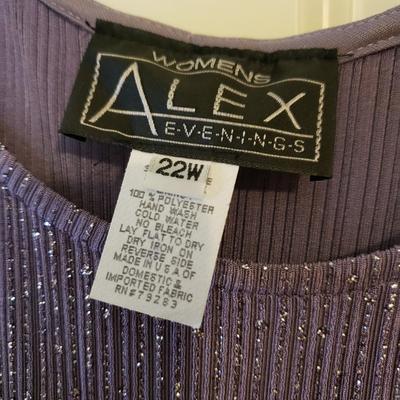 WOMENS
ALEX
E·V·E·N·I·N·G·S
22W
100% POLYESTER
HAND WASH
COLD WATER
NO BLEACH
LAY FLAT TO DRY
DRY IRON ON
REVERSE SIDE
MADE IN U.S.A OF
DOMESTIC &
IMPORTED FABRIC
RN#79283